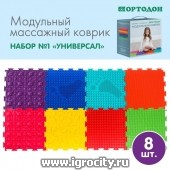 ОРТОДОН
Модульный
массажный коврик
НАБОР №1 «УНИВЕРСАЛ»
8
шт.
www.igrocity.ru